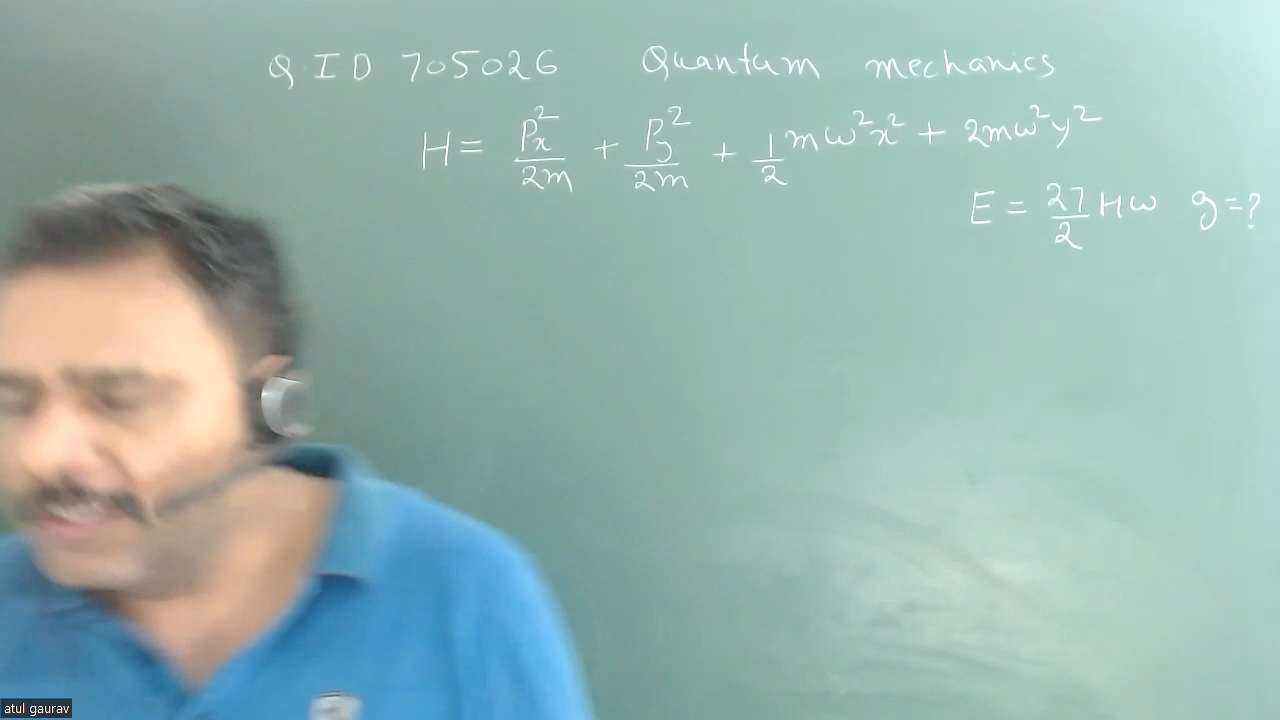 Q ID 705026 Quantum mechanics
H = Px²/2m + Py²/2m + 1/2 mω²x² + 2mω²y²
E = 27/2 Hω g=?
atul gaurav